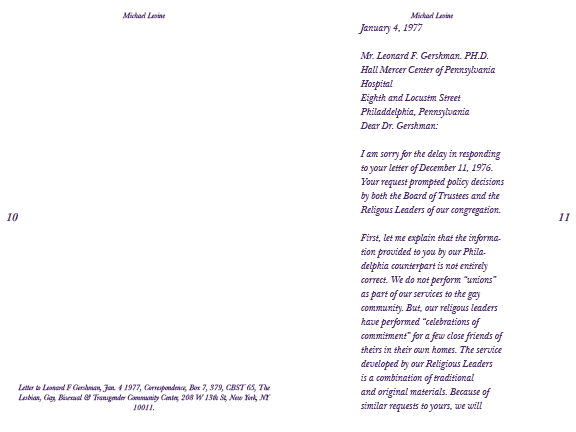 Michael Levine
10
Letter to Leonard F Gershman, Jan. 4 1977, Correspondence, Box 7, 379, CBST 65, The
Lesbian, Gay, Bisexual & Transgender Community Center, 208 W 13th St, New York, NY
10011.
Michael Levine
January 4, 1977
Mr. Leonard F. Gershman. PH.D.
Hall Mercer Center of Pennsylvania
Hospital
Eighth and Locustm Street
Philaddelphia, Pennsylvania
Dear Dr. Gershman:
I am sorry for the delay in responding
to your letter of December 11, 1976.
Your request prompted policy decisions
by both the Board of Trustees and the
Religous Leaders of our congregation.
First, let me explain that the informa-
tion provided to you by our Phila-
delphia counterpart is not entirely
correct. We do not perform “unions”
as part of our services to the gay
community. But, our religous leaders
have performed “celebrations of
commitment” for a few close friends of
theirs in their own homes. The service
developed by our Religious Leaders
is a combination of traditional
and original materials. Because of
similar requests to yours, we will
11